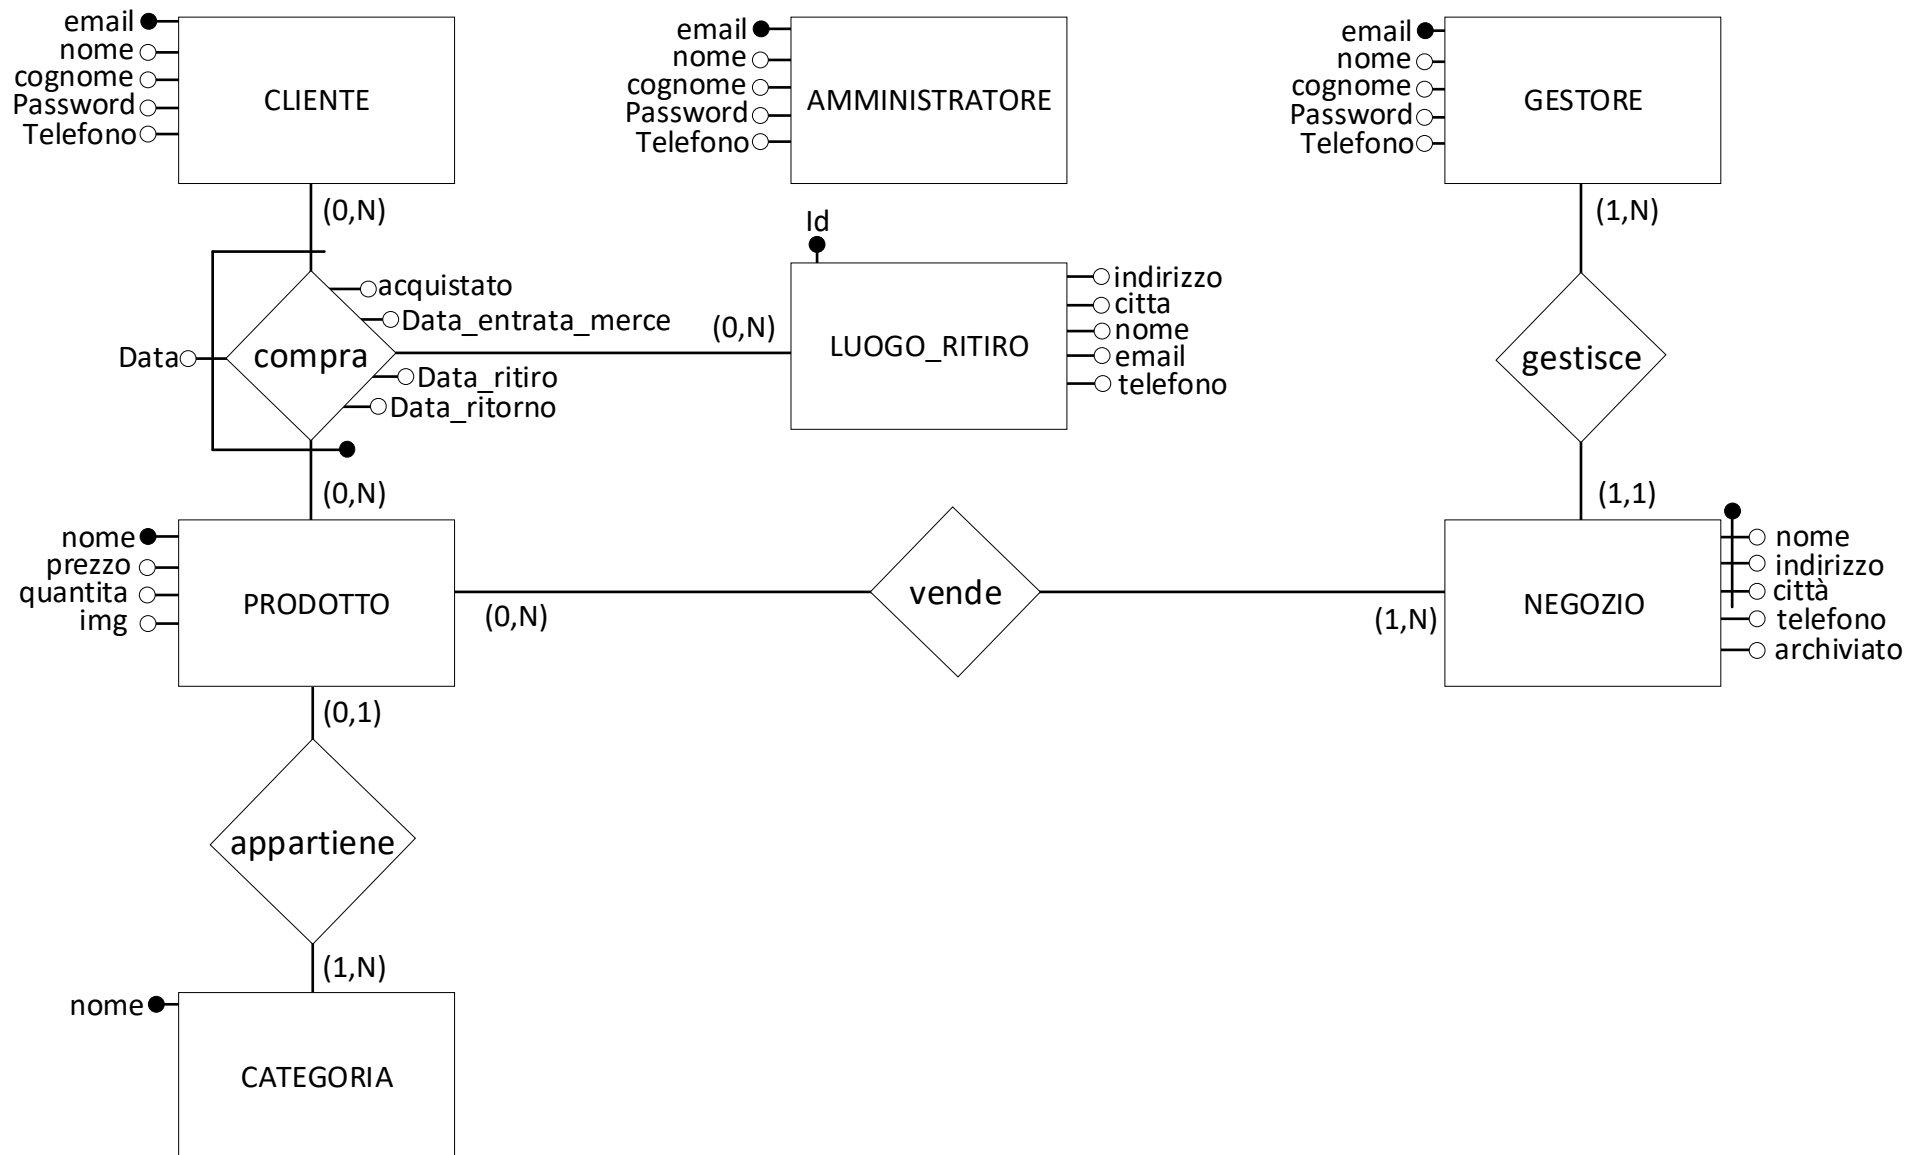 email
nome
cognome
Password
Telefono
CLIENTE
email
nome
cognome
Password
Telefono
AMMINISTRATORE
email
nome
cognome
Password
Telefono
GESTORE
(0,N)
(1,N)
Id
acquistato
Data_entrata_merce
Data
compra
Data_ritiro
Data_ritorno
(0,N)
LUOGO_RITIRO
indirizzo
citta
nome
email
telefono
gestisce
(0,N)
(1,1)
nome
prezzo
quantita
img
PRODOTTO
(0,N)
vende
(1,N)
NEGOZIO
nome
indirizzo
città
telefono
archiviato
(0,1)
appartiene
(1,N)
nome
CATEGORIA